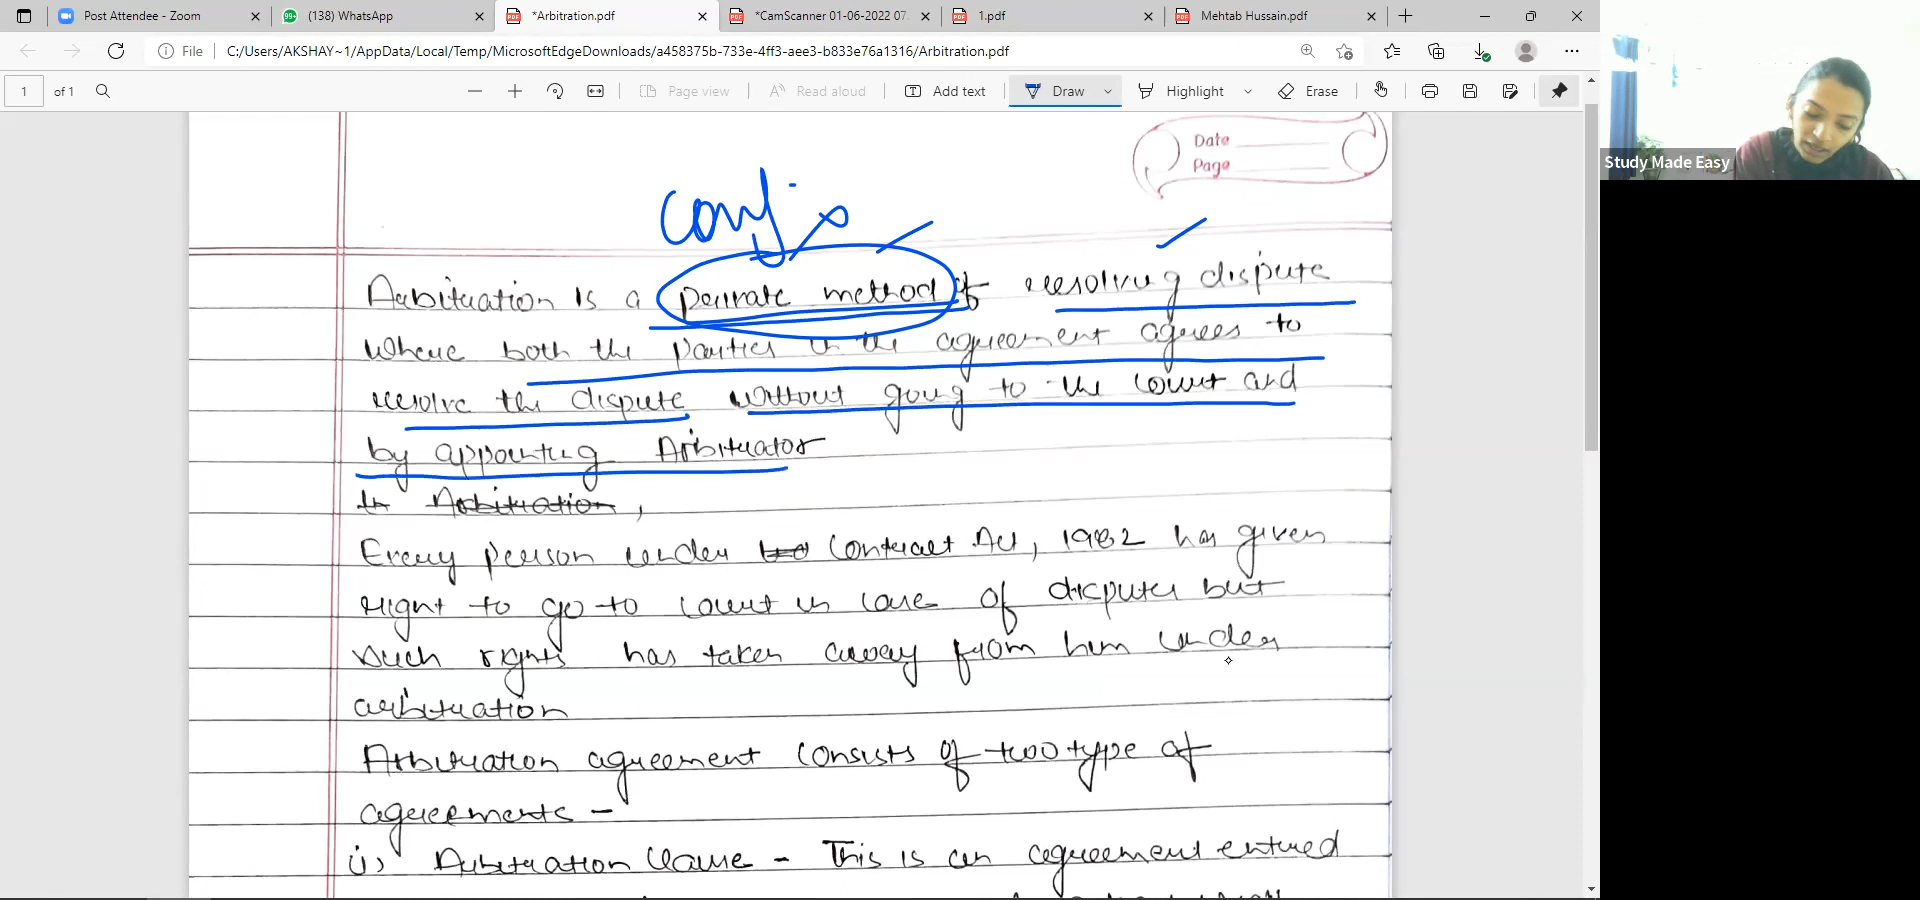 Post Attendee - Zoom
(138) WhatsApp
*Arbitration.pdf
*CamScanner 01-06-2022 07
1.pdf
Mehtab Hussain.pdf
File
C:/Users/AKSHAY~1/AppData/Local/Temp/MicrosoftEdgeDownloads/a458375b-733e-4ff3-aee3-b833e76a1316/Arbitration.pdf
1 of 1
Page view
Read aloud
Add text
Draw
Highlight
Erase
Study Made Easy
Date
Page
Arbitration is a private method of resolving dispute
where both the parties in the agreement agrees to
resolve the dispute without going to the court and
by appointing Arbitrator
In Arbitration,
Every person under Contract Act, 1982 has given
right to go to court in case of disputes but
such rights has taken away from him under
arbitration
Arbitration agreement consists of two type of
agreements -
i) Arbitration Clause - This is an agreement entered